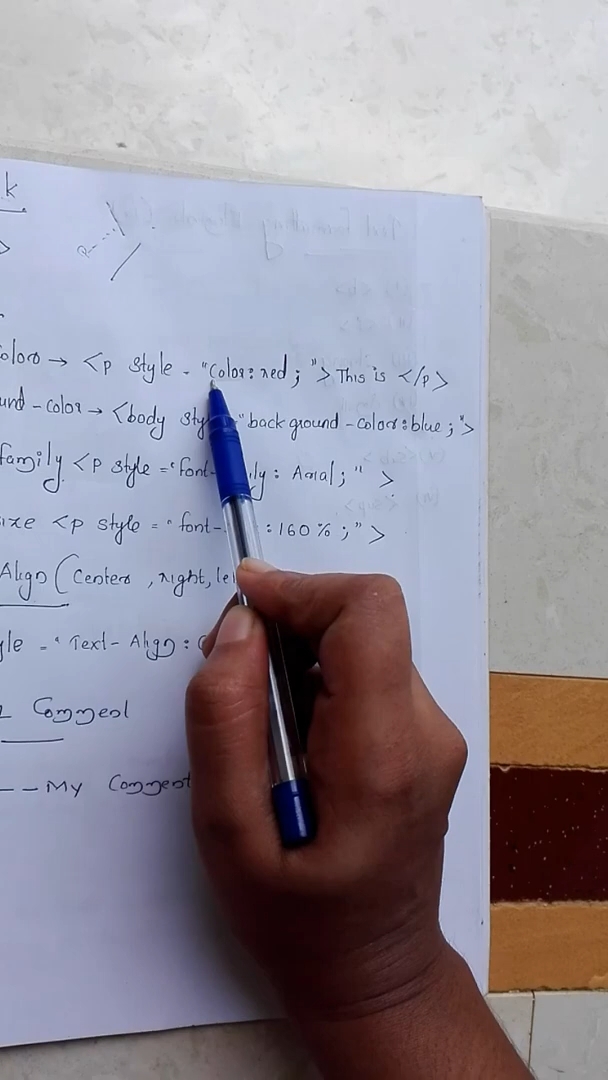 k
>
olors → <p style - "Color: red ; "> This is </p>
und - color → <body sty "back ground - color: blue ; ">
family <p style = "font- ly : Arial ; " >
ize <p style = "font- : 160 % ; ">
Align ( Center , right, le
yle = " Text - Align : C
Comment
-- My Comment